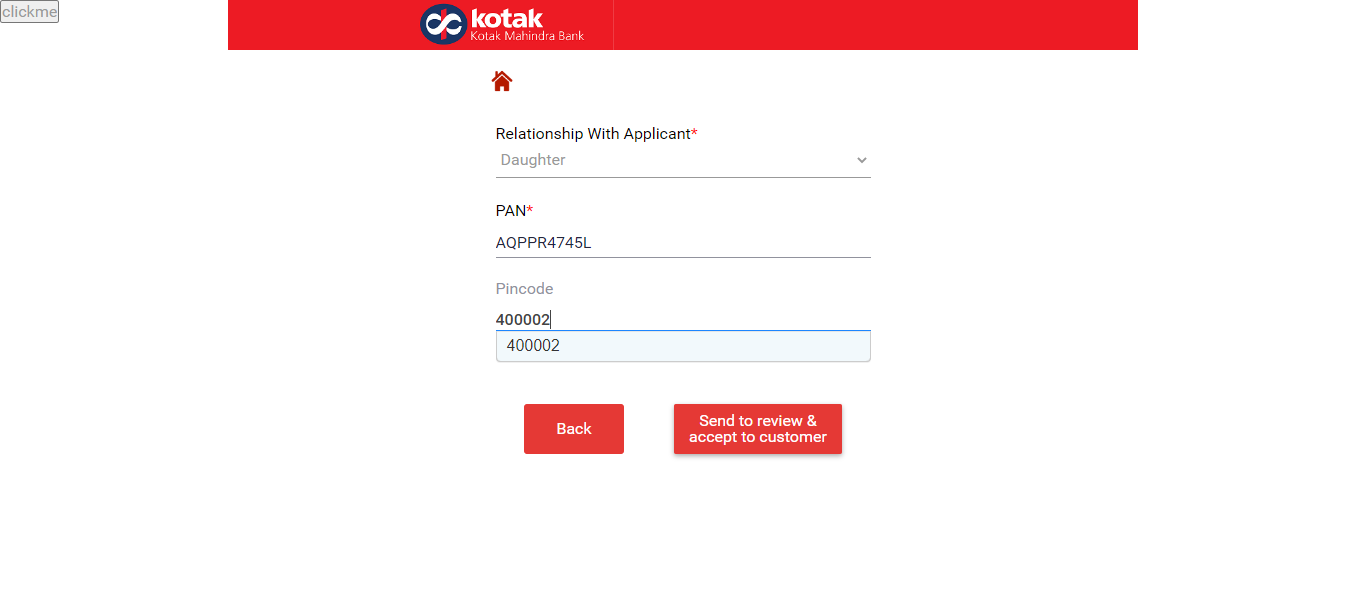 clickme
kotak
Kotak Mahindra Bank
Relationship With Applicant*
Daughter
PAN*
AQPPR4745L
Pincode
400002
400002
Back
Send to review &
accept to customer